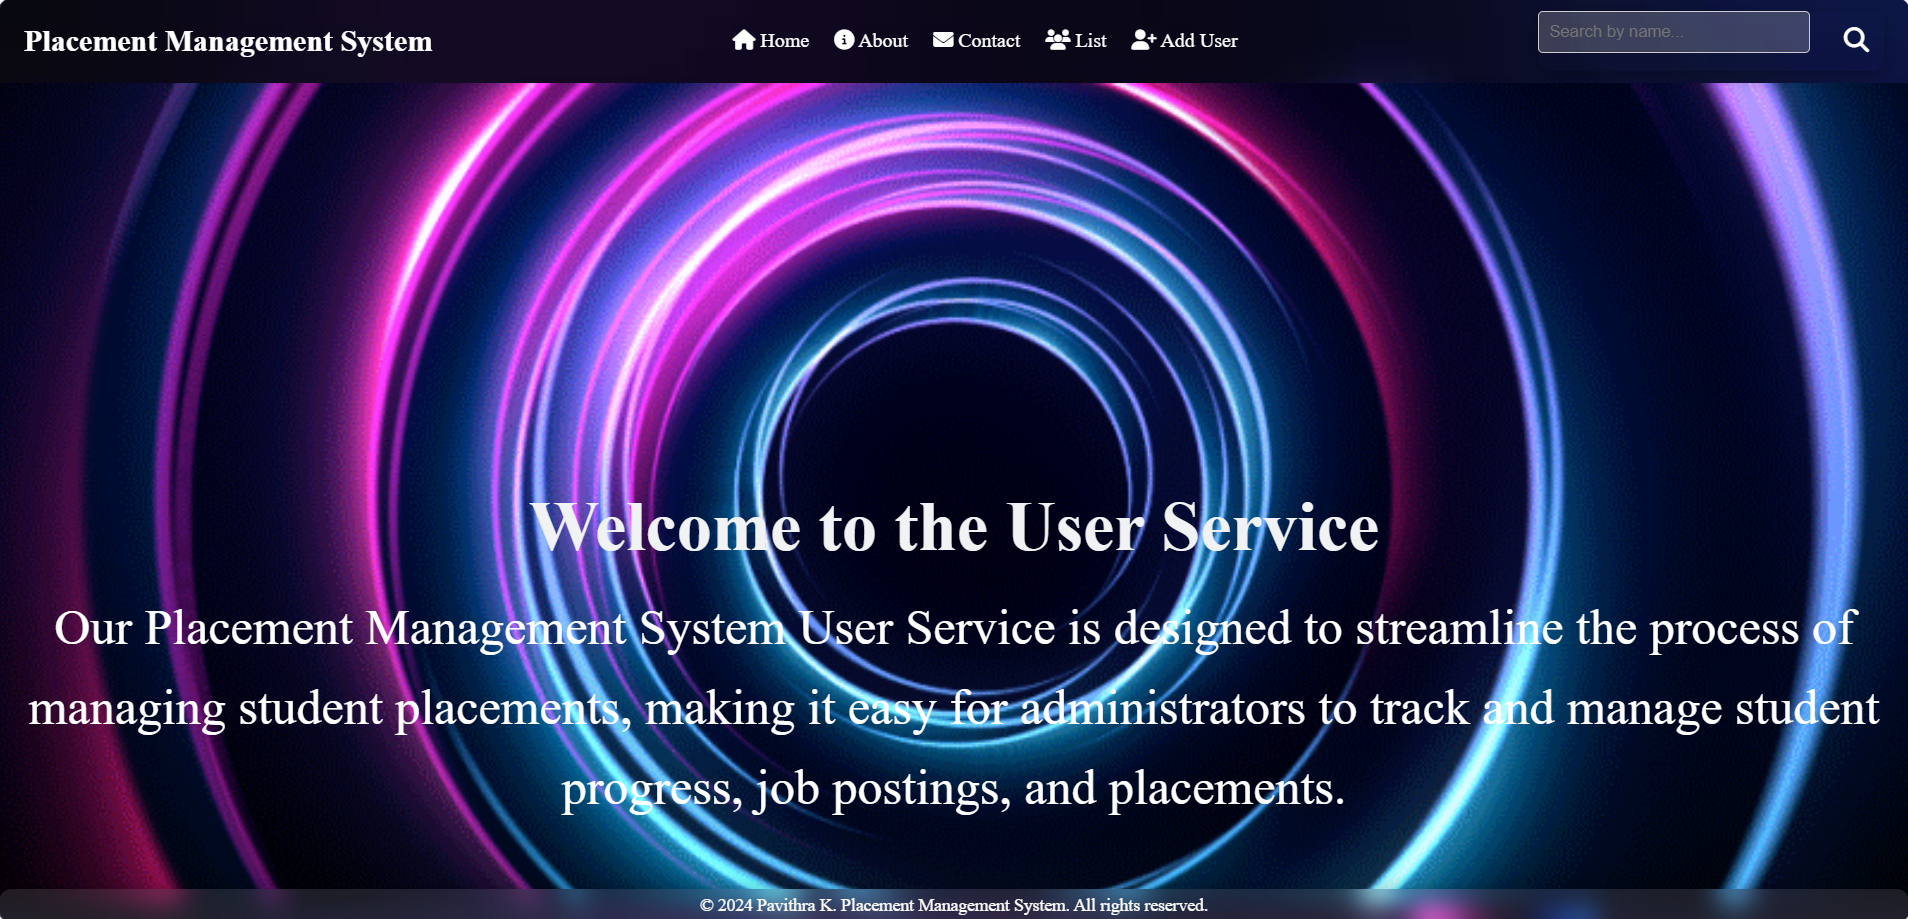 Placement Management System
Home About Contact List Add User
Search by name...
Welcome to the User Service
Our Placement Management System User Service is designed to streamline the process of
managing student placements, making it easy for administrators to track and manage student
progress, job postings, and placements.
© 2024 Pavithra K. Placement Management System. All rights reserved.